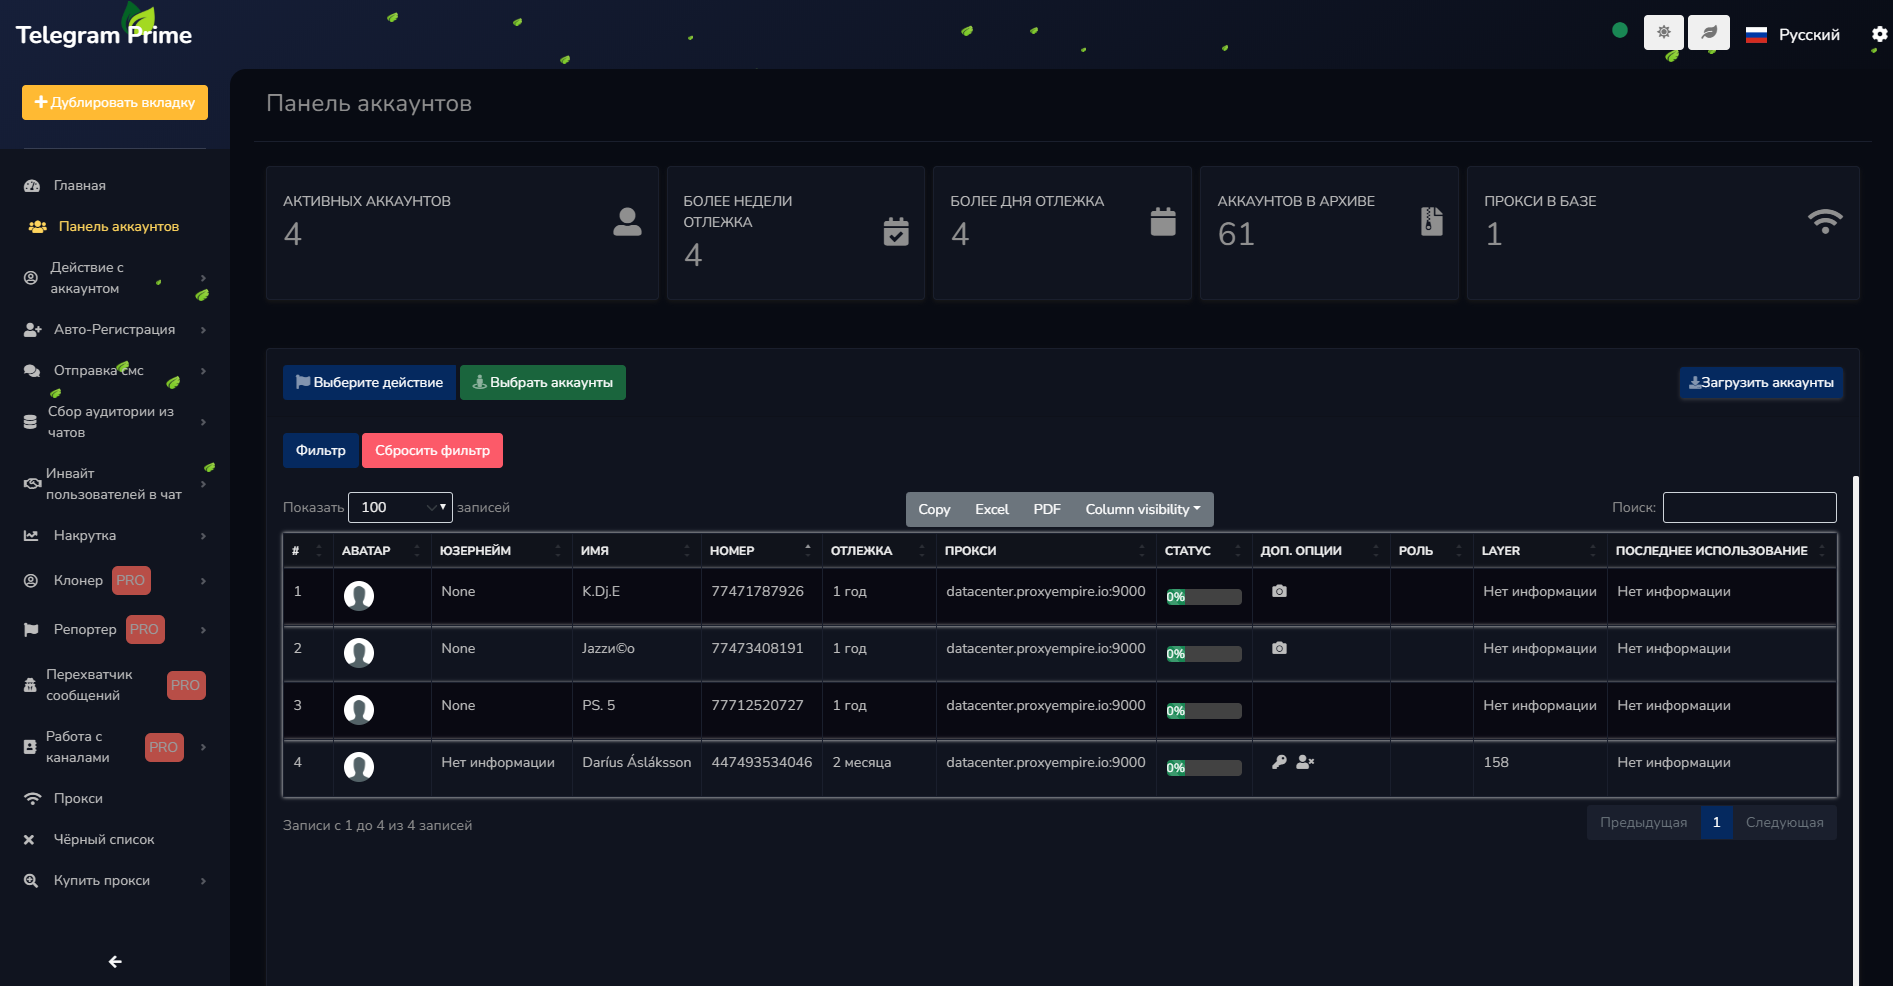 Telegram Prime
Русский
Дублировать вкладку
Главная
Панель аккаунтов
Действие с
аккаунтом
Авто-Регистрация
Отправка смс
Сбор аудитории из
чатов
Инвайт
пользователей в чат
Накрутка
Клонер PRO
Репортер PRO
Перехватчик
сообщений PRO
Работа с
каналами PRO
Прокси
Чёрный список
Купить прокси
Панель аккаунтов
АКТИВНЫХ АККАУНТОВ
4
БОЛЕЕ НЕДЕЛИ
ОТЛЕЖКА
4
БОЛЕЕ ДНЯ ОТЛЕЖКА
4
АККАУНТОВ В АРХИВЕ
61
ПРОКСИ В БАЗЕ
1
Выберите действие Выбрать аккаунты Загрузить аккаунты
Фильтр Сбросить фильтр
Показать 100 записей Copy Excel PDF Column visibility Поиск:
# АВАТАР ЮЗЕРНЕЙМ ИМЯ НОМЕР ОТЛЕЖКА ПРОКСИ СТАТУС ДОП. ОПЦИИ РОЛЬ LAYER ПОСЛЕДНЕЕ ИСПОЛЬЗОВАНИЕ
1 None K.Dj.E 77471787926 1 год datacenter.proxyempire.io:9000 0% Нет информации Нет информации
2 None Jazzи©о 77473408191 1 год datacenter.proxyempire.io:9000 0% Нет информации Нет информации
3 None PS. 5 77712520727 1 год datacenter.proxyempire.io:9000 0% Нет информации Нет информации
4 Нет информации Daríus Ásláksson 447493534046 2 месяца datacenter.proxyempire.io:9000 0% 158 Нет информации
Записи с 1 до 4 из 4 записей
Предыдущая 1 Следующая